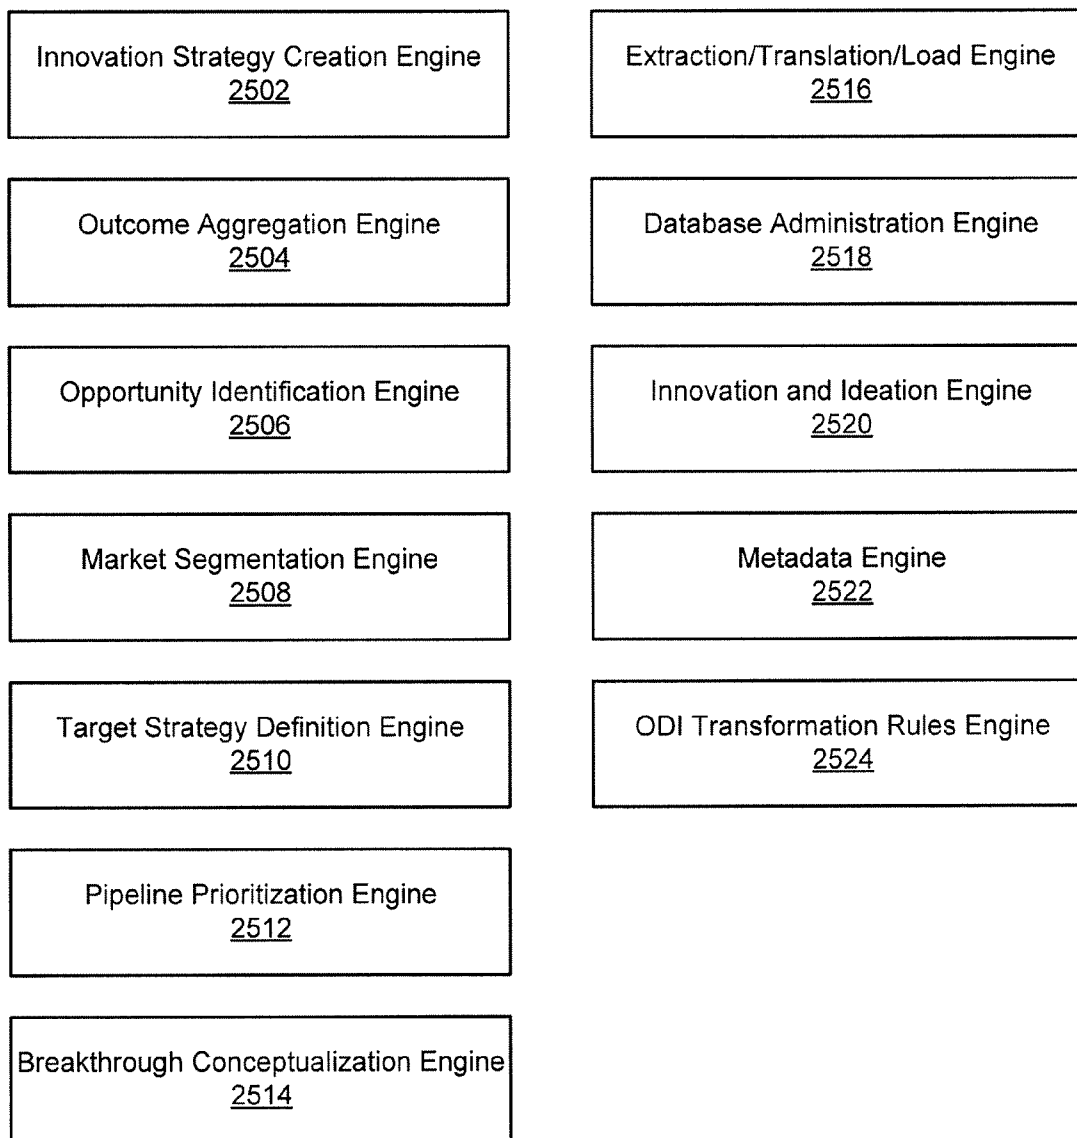 Innovation Strategy Creation Engine
2502
Outcome Aggregation Engine
2504
Opportunity Identification Engine
2506
Market Segmentation Engine
2508
Target Strategy Definition Engine
2510
Pipeline Prioritization Engine
2512
Breakthrough Conceptualization Engine
2514
Extraction/Translation/Load Engine
2516
Database Administration Engine
2518
Innovation and Ideation Engine
2520
Metadata Engine
2522
ODI Transformation Rules Engine
2524